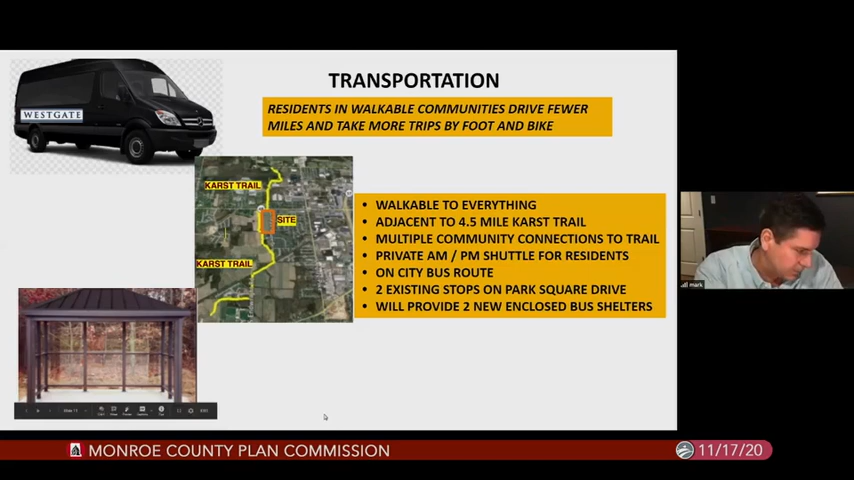 TRANSPORTATION
RESIDENTS IN WALKABLE COMMUNITIES DRIVE FEWER
MILES AND TAKE MORE TRIPS BY FOOT AND BIKE
WESTGATE
KARST TRAIL
SITE
KARST TRAIL
• WALKABLE TO EVERYTHING
• ADJACENT TO 4.5 MILE KARST TRAIL
• MULTIPLE COMMUNITY CONNECTIONS TO TRAIL
• PRIVATE AM / PM SHUTTLE FOR RESIDENTS
• ON CITY BUS ROUTE
• 2 EXISTING STOPS ON PARK SQUARE DRIVE
• WILL PROVIDE 2 NEW ENCLOSED BUS SHELTERS
mark
Slide 11
MONROE COUNTY PLAN COMMISSION
11/17/20